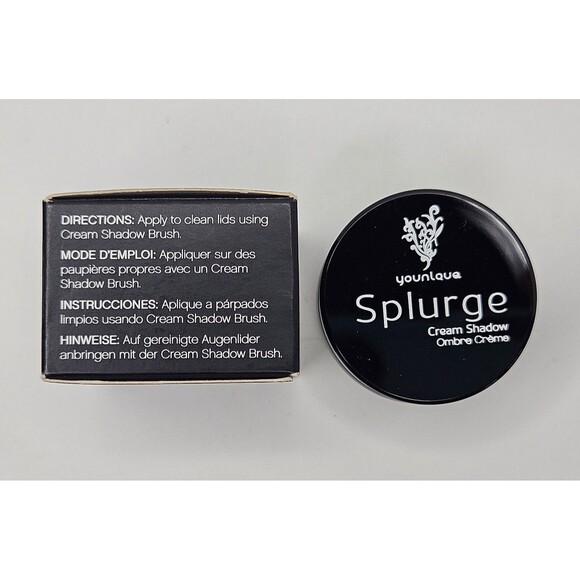 DIRECTIONS: Apply to clean lids using
Cream Shadow Brush.
MODE D'EMPLOI: Appliquer sur des
paupières propres avec un Cream
Shadow Brush.
INSTRUCCIONES: Aplique a párpados
limpios usando Cream Shadow Brush.
HINWEISE: Auf gereinigte Augenlider
anbringen mit der Cream Shadow Brush.
younique
Splurge
Cream Shadow
Ombre Crème